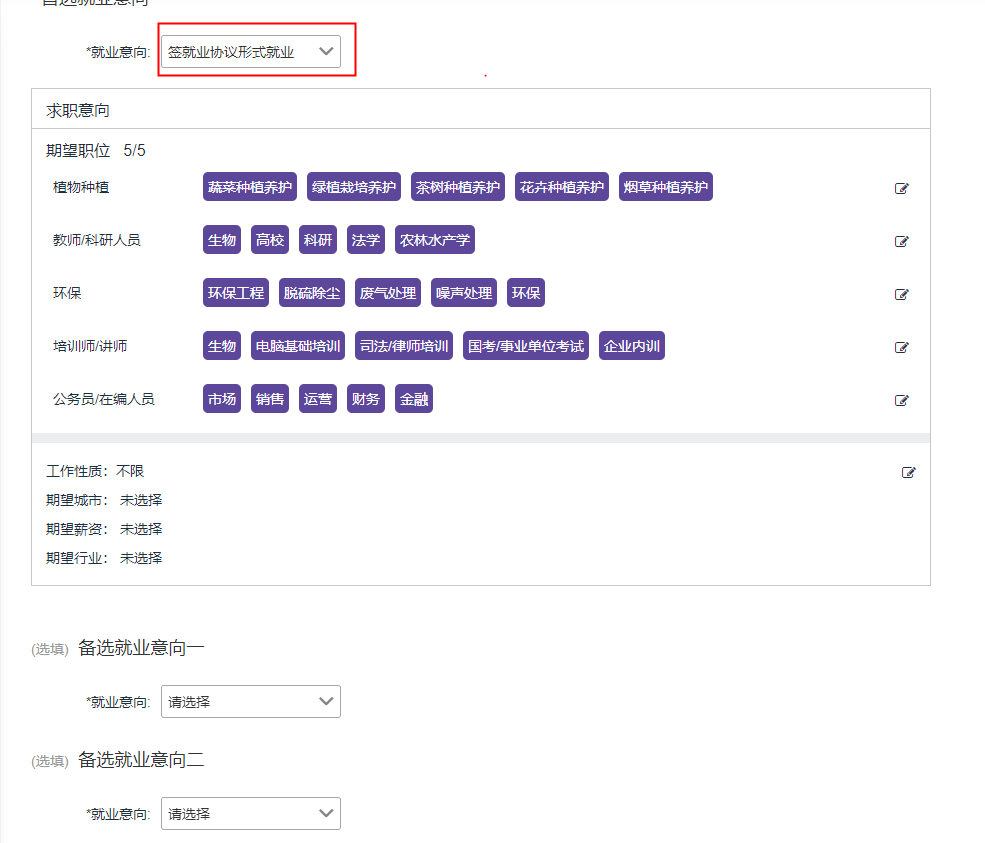 *就业意向: 签就业协议形式就业
求职意向
期望职位 5/5
植物种植 蔬菜种植养护 绿植栽培养护 茶树种植养护 花卉种植养护 烟草种植养护
教师/科研人员 生物 高校 科研 法学 农林水产学
环保 环保工程 脱硫除尘 废气处理 噪声处理 环保
培训师/讲师 生物 电脑基础培训 司法/律师培训 国考/事业单位考试 企业内训
公务员/在编人员 市场 销售 运营 财务 金融
工作性质：不限
期望城市： 未选择
期望薪资： 未选择
期望行业： 未选择
(选填) 备选就业意向一
*就业意向: 请选择
(选填) 备选就业意向二
*就业意向: 请选择